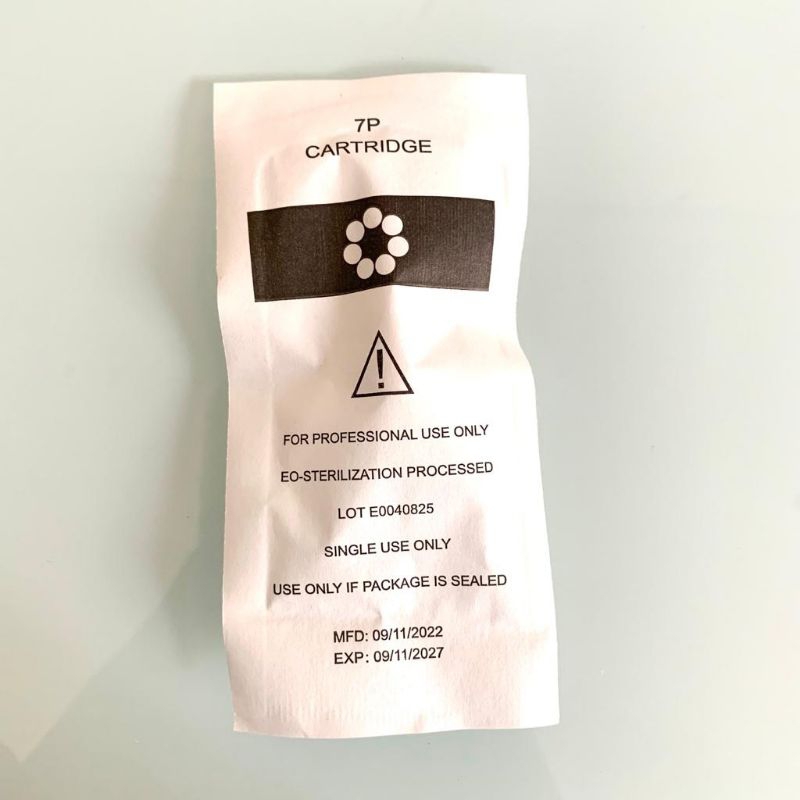 7P
CARTRIDGE
!
FOR PROFESSIONAL USE ONLY
EO-STERILIZATION PROCESSED
LOT E0040825
SINGLE USE ONLY
USE ONLY IF PACKAGE IS SEALED
MFD: 09/11/2022
EXP: 09/11/2027